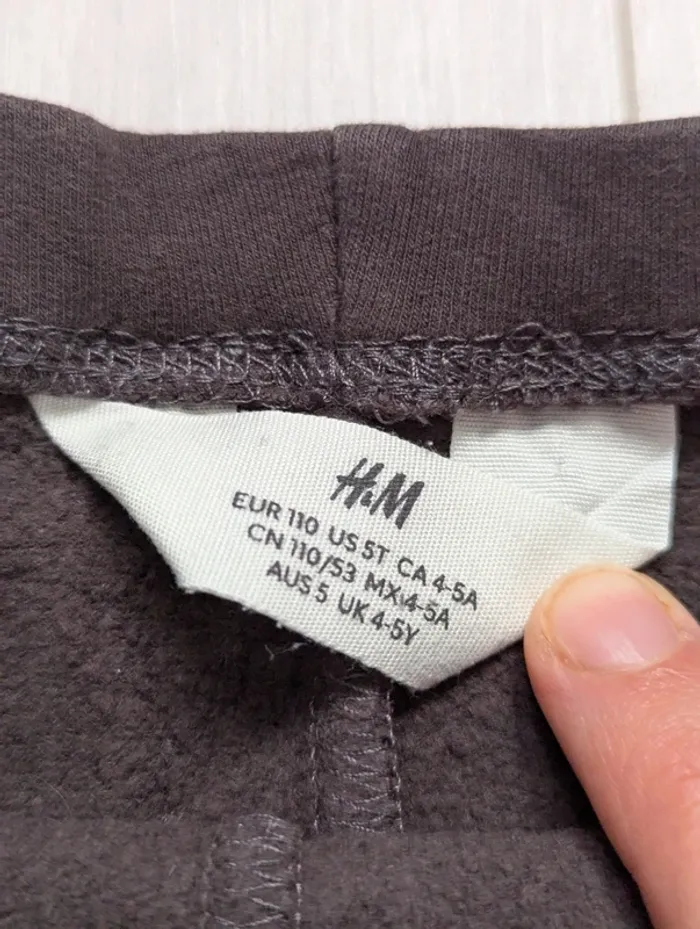 H&M
EUR 110 US 5T CA 4-5A
CN 110/53 MX 4-5A
AUS 5 UK 4-5Y